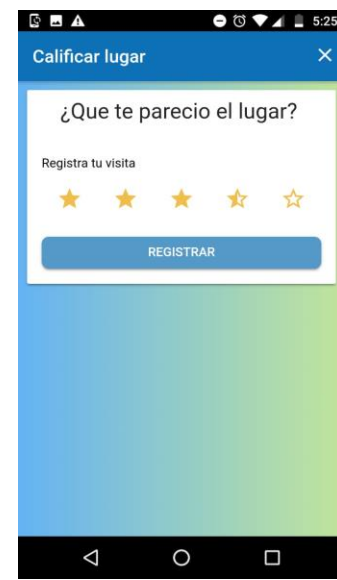 5:25
Calificar lugar
¿Que te parecio el lugar?
Registra tu visita
REGISTRAR